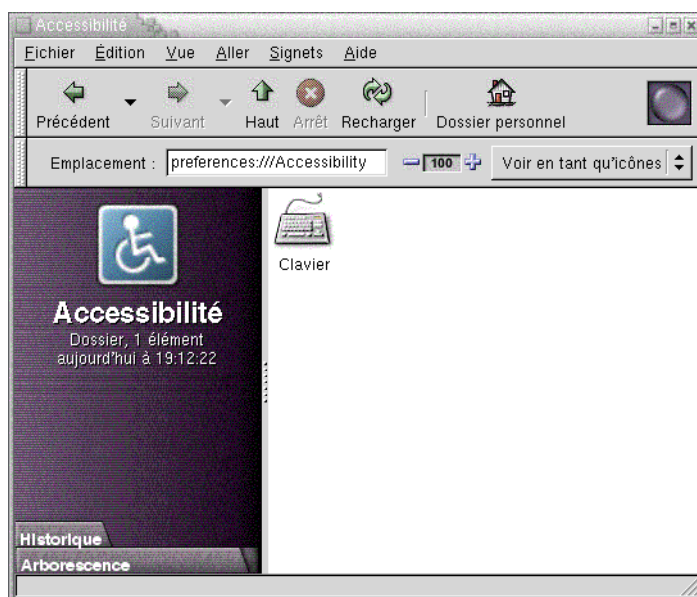 Accessibilité
Fichier Édition Vue Aller Signets Aide
Précédent Suivant Haut Arrêt Recharger Dossier personnel
Emplacement : preferences:///Accessibility 100 Voir en tant qu'icônes
Clavier
Accessibilité
Dossier, 1 élément
aujourd'hui à 19:12:22
Historique
Arborescence